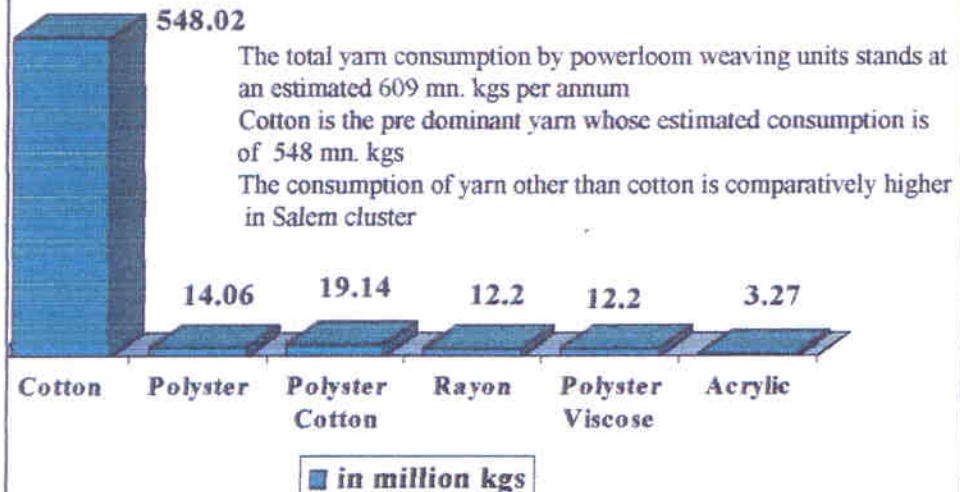 548.02
The total yarn consumption by powerloom weaving units stands at
an estimated 609 mn. kgs per annum
Cotton is the pre dominant yarn whose estimated consumption is
of 548 mn. kgs
The consumption of yarn other than cotton is comparatively higher
in Salem cluster
14.06 19.14 12.2 12.2 3.27
Cotton Polyster Polyster Rayon Polyster Acrylic
Cotton Viscose
in million kgs